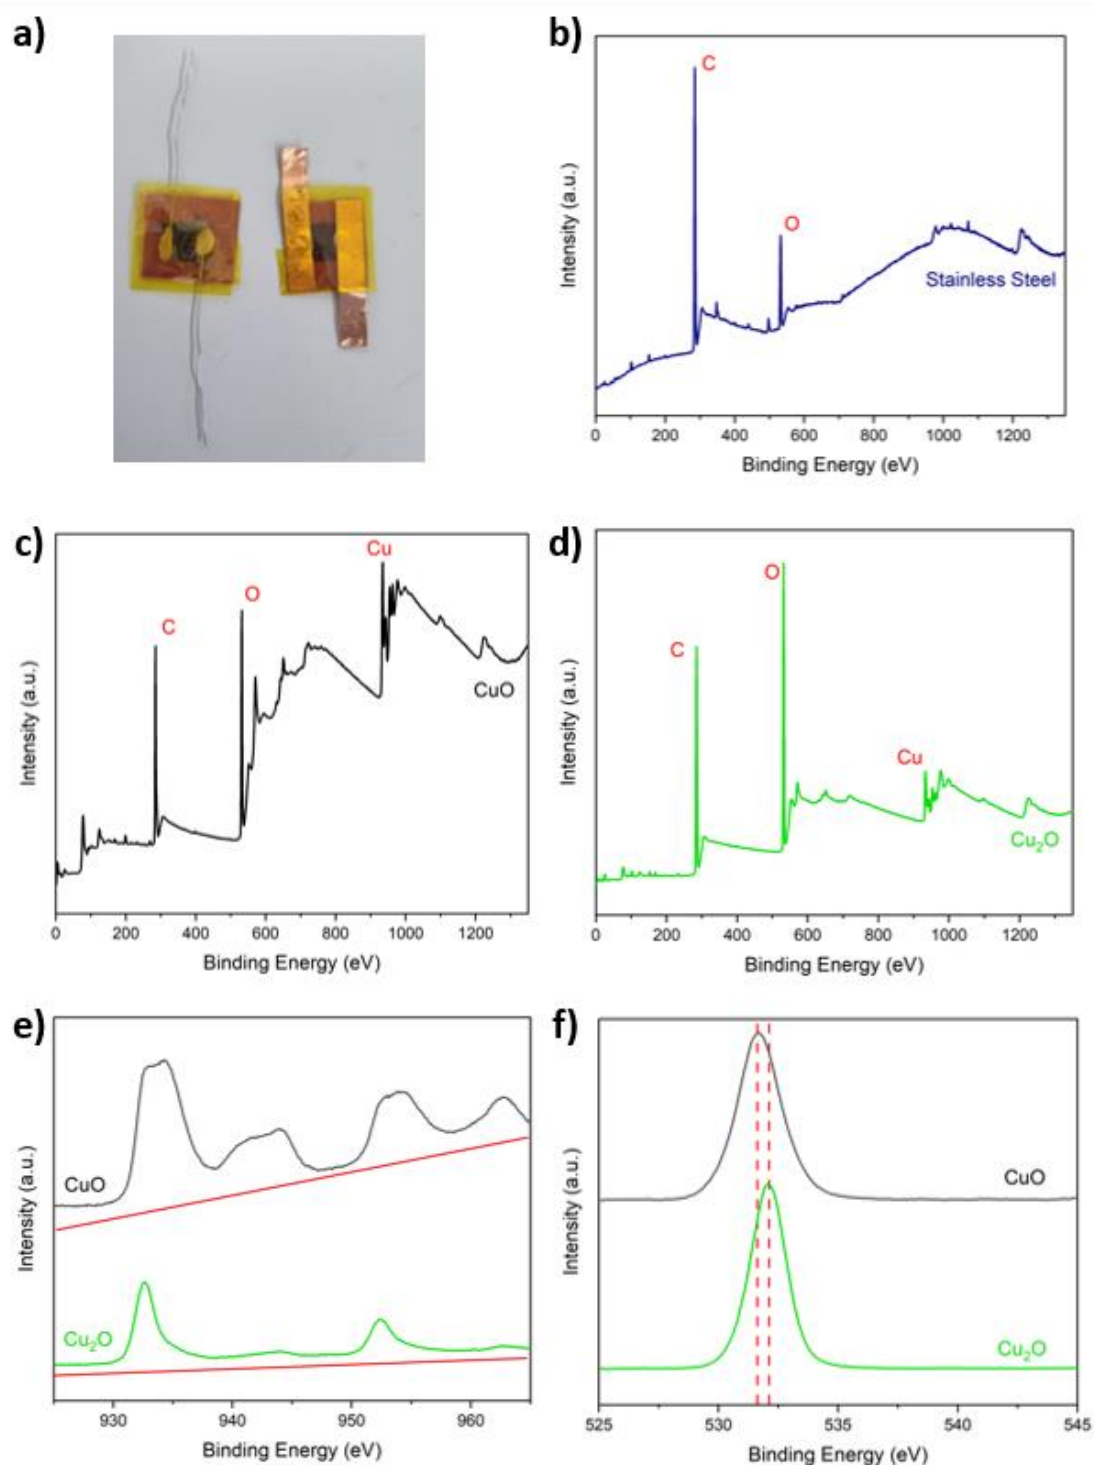 a)
b)
C
O
Stainless Steel
Intensity (a.u.)
0 200 400 600 800 1000 1200
Binding Energy (eV)
c)
Cu
O
C
CuO
Intensity (a.u.)
0 200 400 600 800 1000 1200
Binding Energy (eV)
d)
O
C
Cu
Cu₂O
Intensity (a.u.)
0 200 400 600 800 1000 1200
Binding Energy (eV)
e)
CuO
Cu₂O
Intensity (a.u.)
930 940 950 960
Binding Energy (eV)
f)
CuO
Cu₂O
Intensity (a.u.)
525 530 535 540 545
Binding Energy (eV)